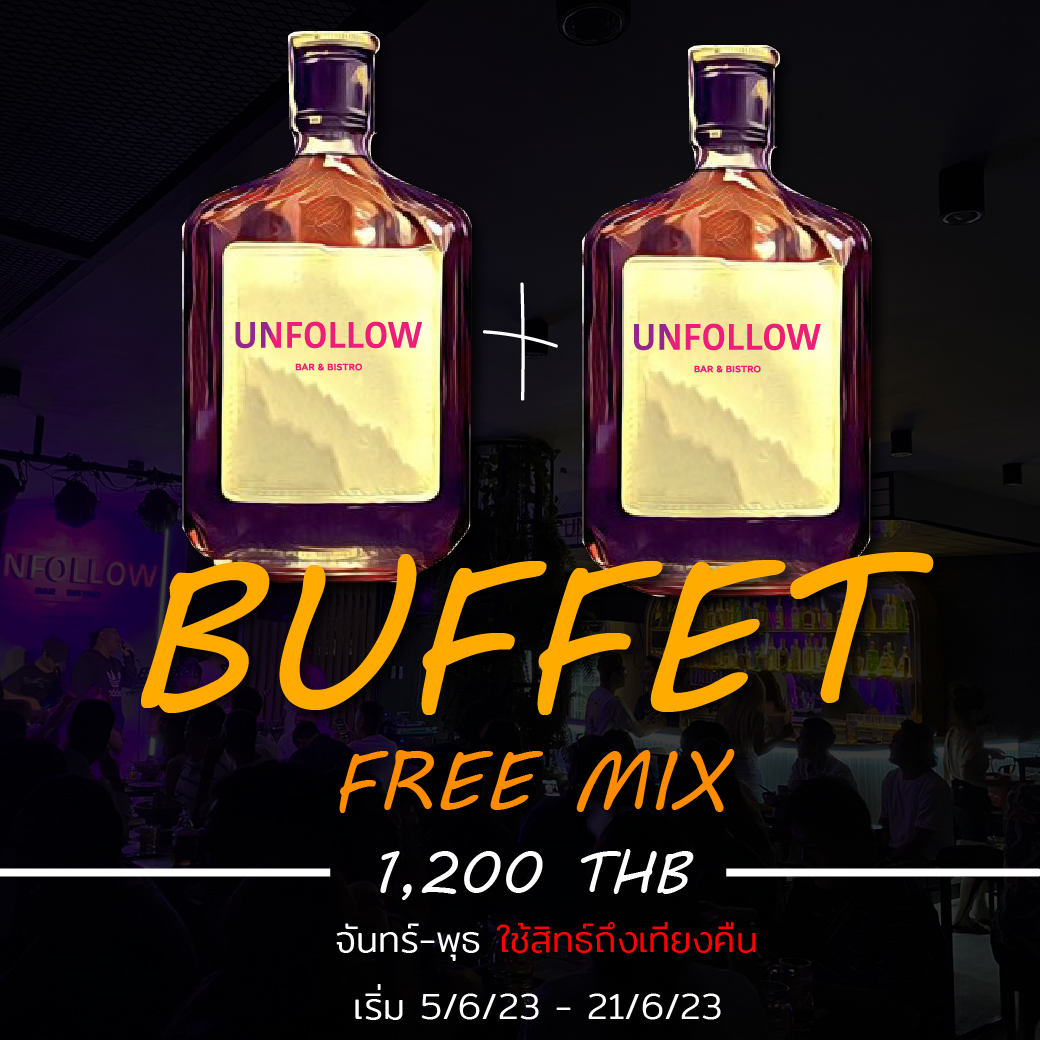 UNFOLLOW
BAR & BISTRO
+
UNFOLLOW
BAR & BISTRO
NFOLLOW
BUFFET
FREE MIX
1,200 THB
จันทร์-พุธ ใช้สิทธ์ถึงเที่ยงคืน
เริ่ม 5/6/23 - 21/6/23